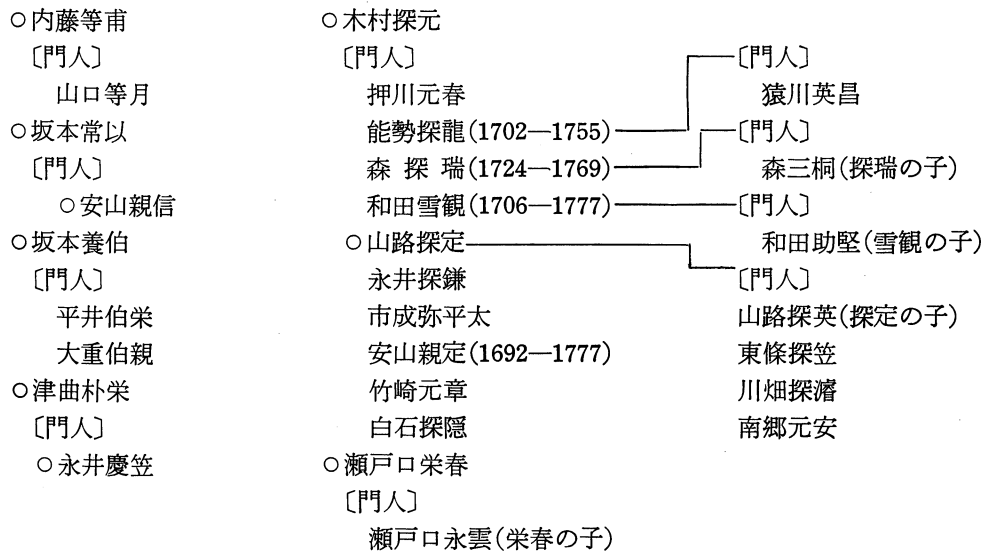 ○内藤等甫
〔門人〕
山口等月
○坂本常以
〔門人〕
○安山親信
○坂本養伯
〔門人〕
平井伯栄
大重伯親
○津曲朴栄
〔門人〕
○永井慶笠
○木村探元
〔門人〕
押川元春
能勢探龍(1702—1755)
森 探 瑞(1724—1769)
和田雪観(1706—1777)
○山路探定
永井探鎌
市成弥平太
安山親定(1692—1777)
竹崎元章
白石探隠
○瀬戸口栄春
〔門人〕
瀬戸口永雲(栄春の子)
〔門人〕
猿川英昌
〔門人〕
森三桐(探瑞の子)
〔門人〕
和田助堅(雪観の子)
〔門人〕
山路探英(探定の子)
東條探笠
川畑探濬
南郷元安